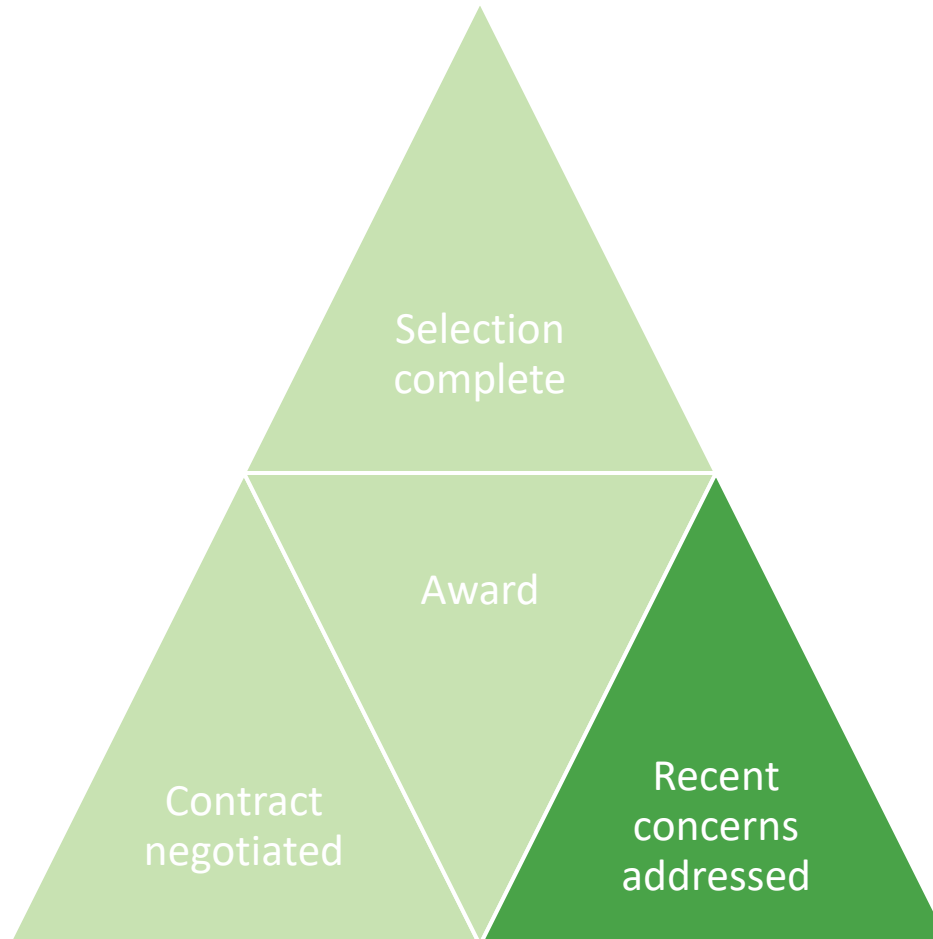 Selection
complete
Award
Contract
negotiated
Recent
concerns
addressed